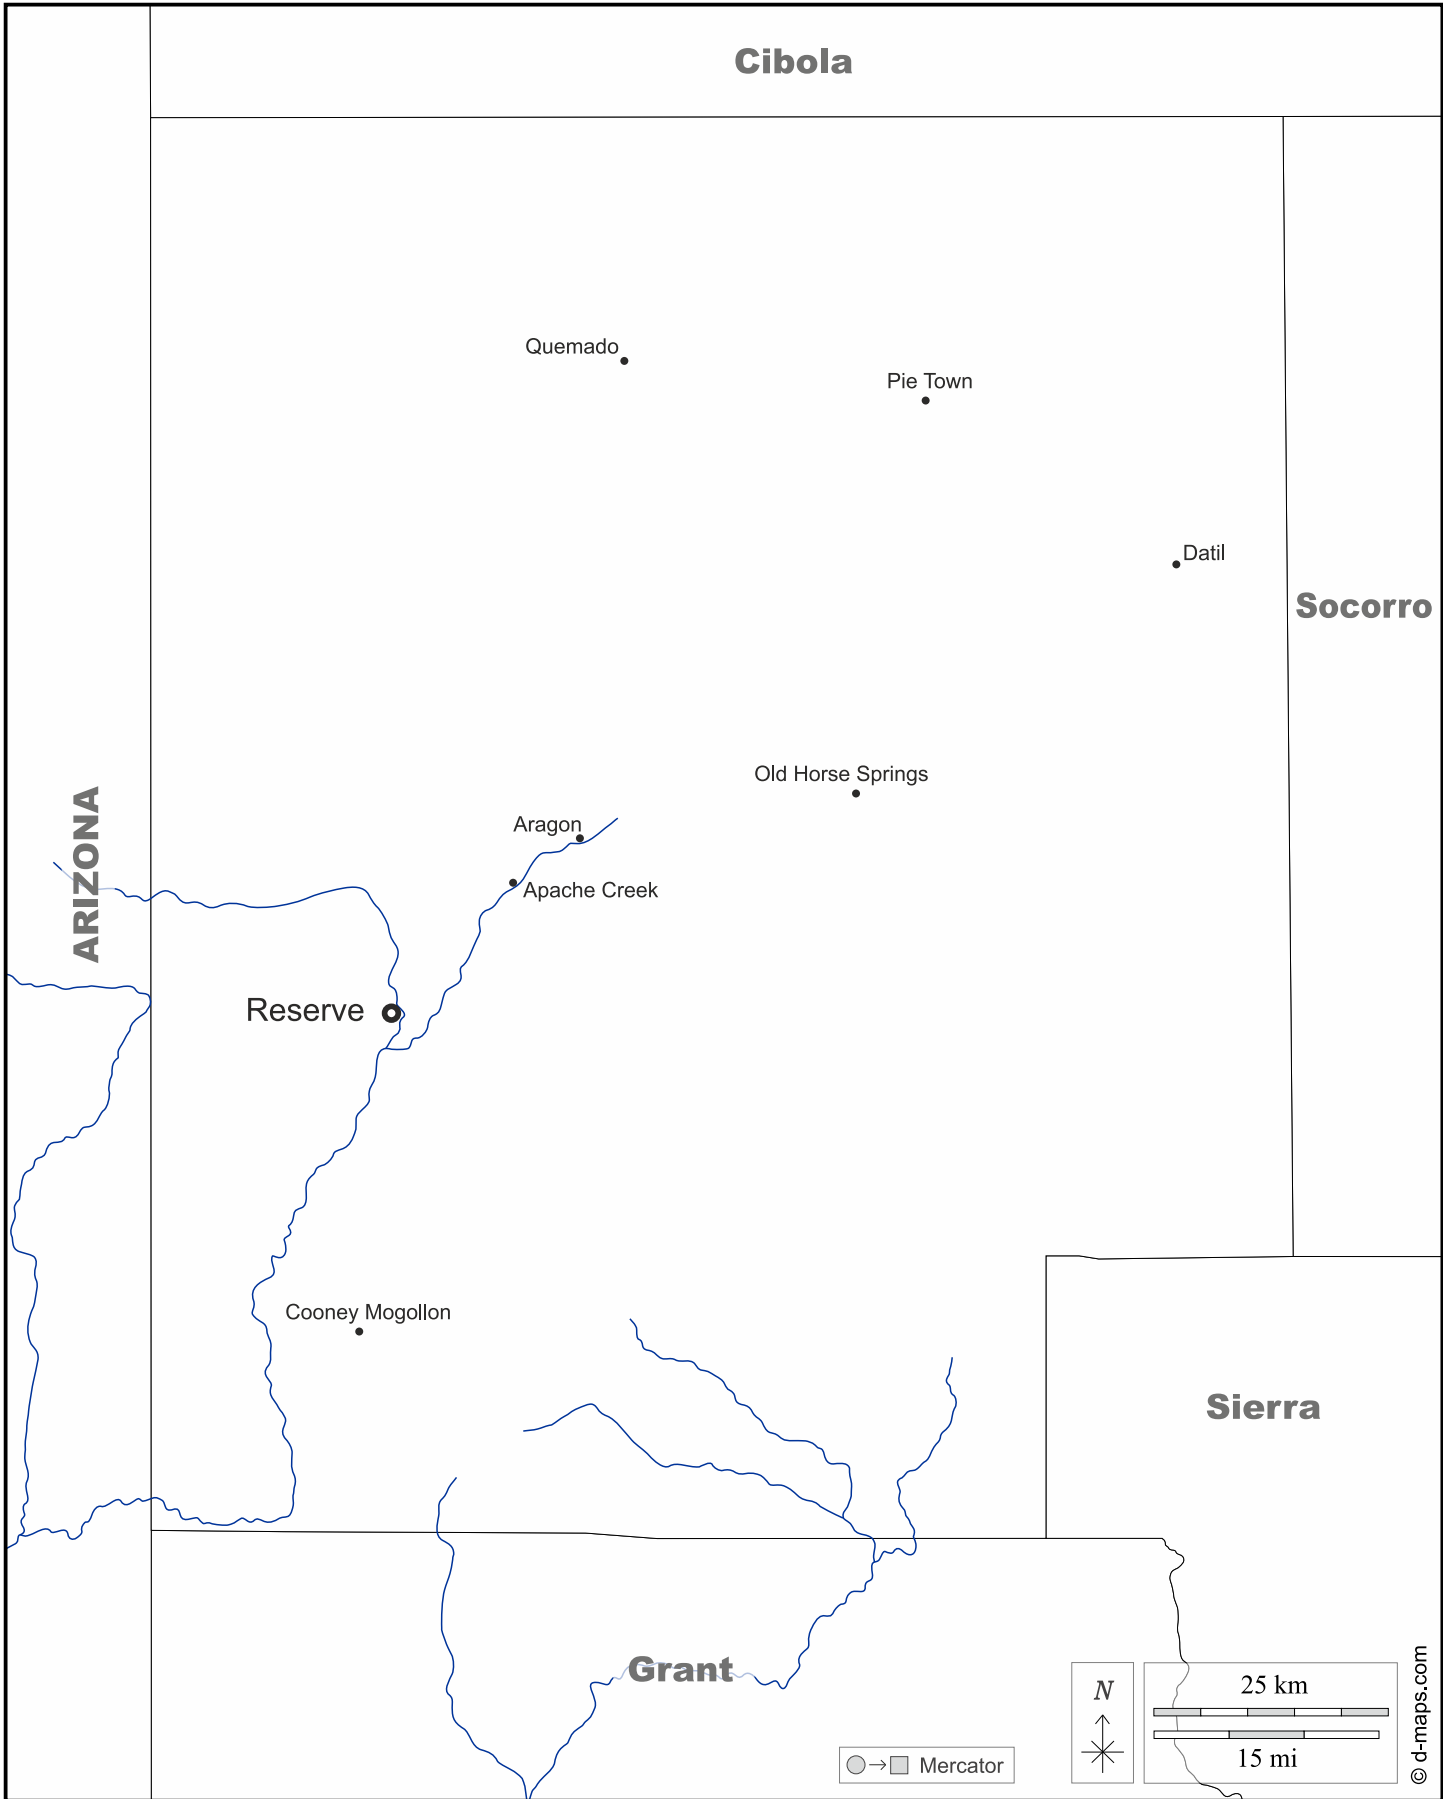 Cibola
Quemado
Pie Town
Datil
Socorro
Old Horse Springs
ARIZONA
Aragon
Apache Creek
Reserve
Cooney Mogollon
Sierra
Grant
N
25 km
15 mi
Mercator
© d-maps.com